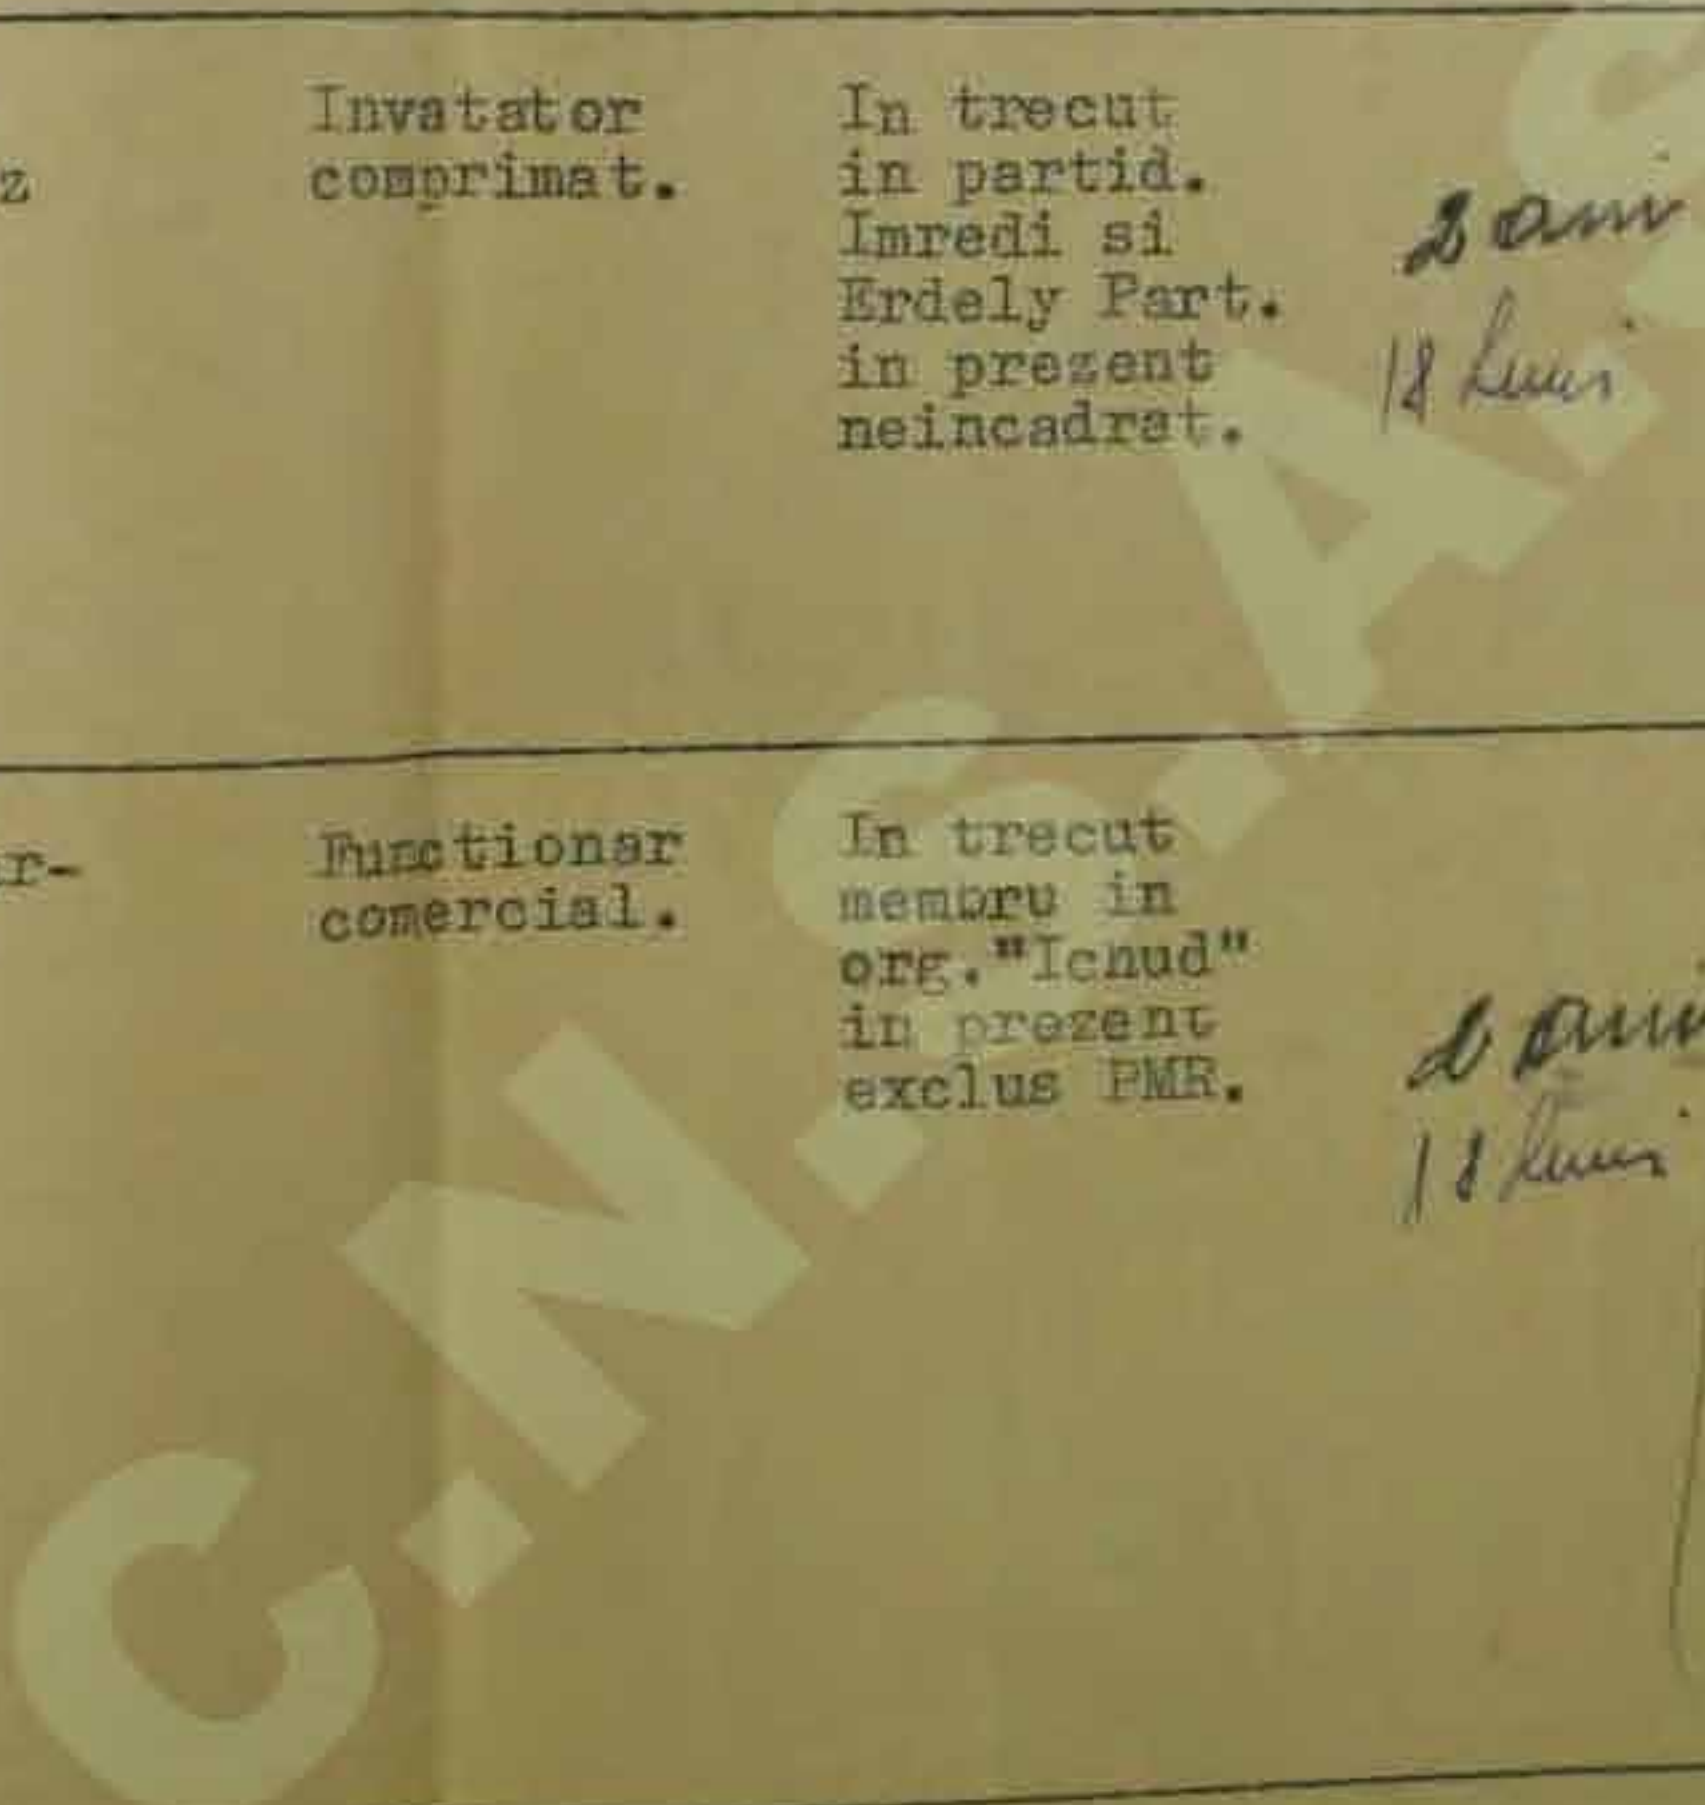 z
Invatator
comprimat.
In trecut
in partid.
Imredi si
Erdely Part.
in prezent
neincadrat.
2 ani
18 luni
r-
Functionar
comercial.
In trecut
membru in
org."Icnud"
in prezent
exclus PMR.
2 ani
18 luni
C.N.S.A.S